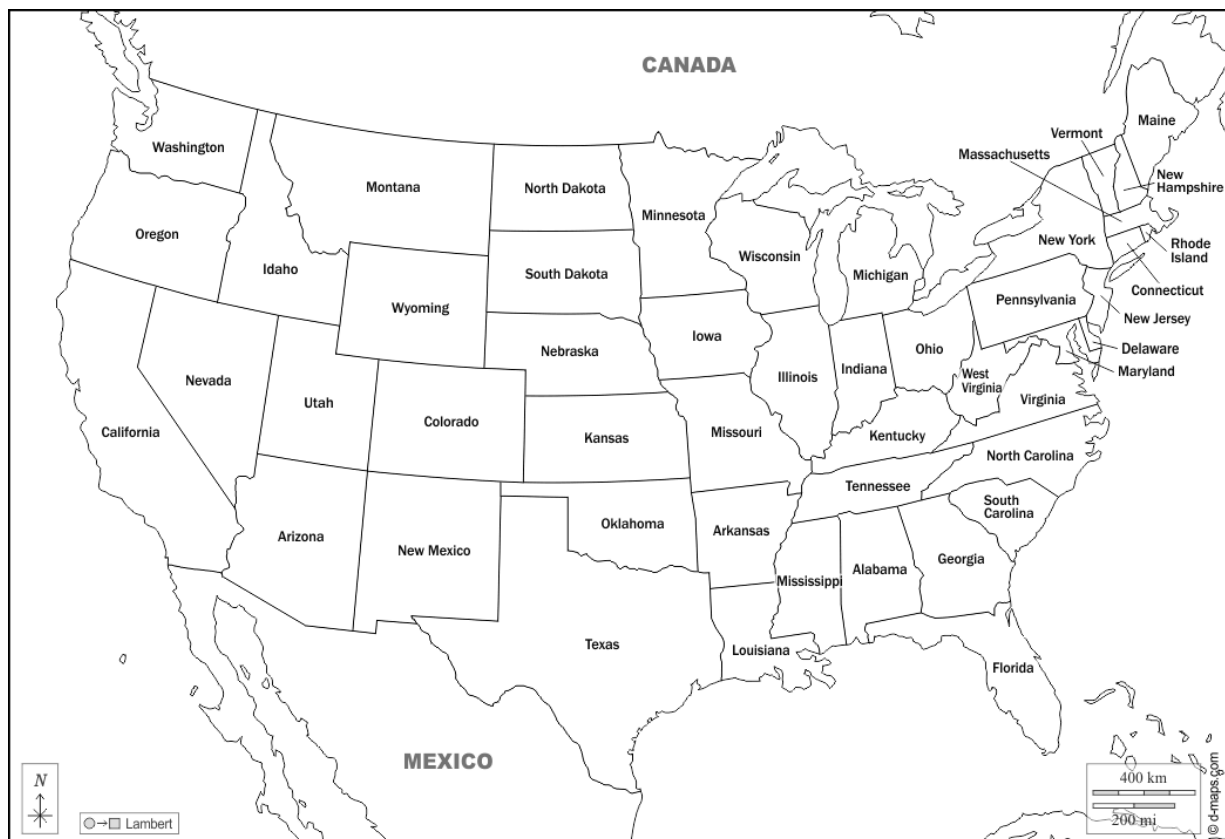 CANADA
Washington
Montana
North Dakota
Minnesota
Vermont
Maine
Massachusetts
New
Hampshire
Oregon
Idaho
Wyoming
South Dakota
Wisconsin
Michigan
New York
Rhode
Island
Connecticut
Pennsylvania
New Jersey
Nebraska
Iowa
Ohio
Delaware
Maryland
Nevada
Utah
Colorado
Illinois
Indiana
West
Virginia
Virginia
California
Kansas
Missouri
Kentucky
North Carolina
Tennessee
South
Carolina
Arizona
New Mexico
Oklahoma
Arkansas
Mississippi
Alabama
Georgia
Texas
Louisiana
Florida
MEXICO
N
Lambert
400 km
200 mi
© d-maps.com